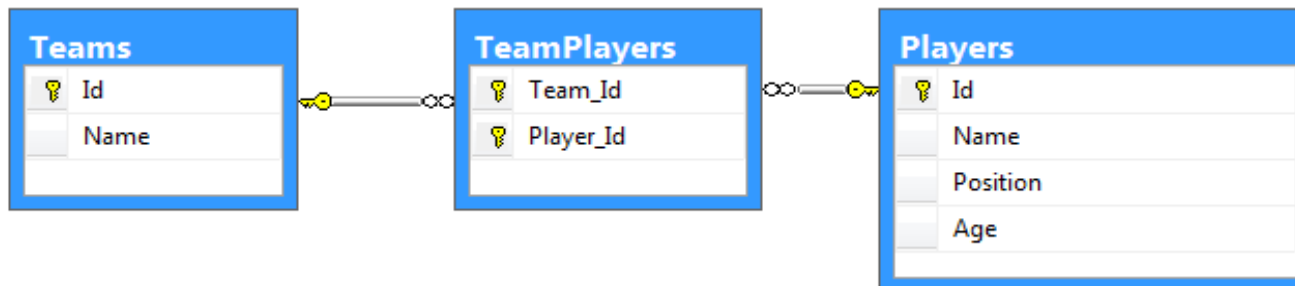 Teams
Id
Name
TeamPlayers
Team_Id
Player_Id
Players
Id
Name
Position
Age